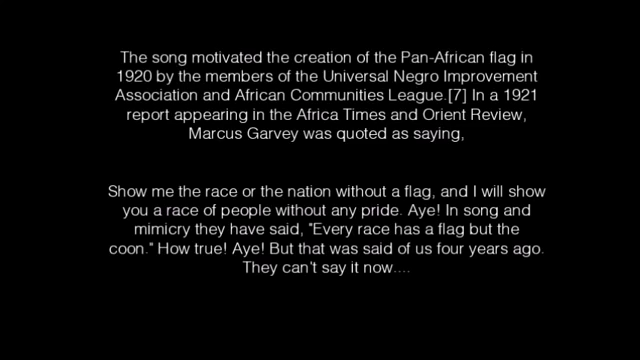 The song motivated the creation of the Pan-African flag in
1920 by the members of the Universal Negro Improvement
Association and African Communities League.[7] In a 1921
report appearing in the Africa Times and Orient Review,
Marcus Garvey was quoted as saying,
Show me the race or the nation without a flag, and I will show
you a race of people without any pride. Aye! In song and
mimicry they have said, "Every race has a flag but the
coon." How true! Aye! But that was said of us four years ago.
They can't say it now....